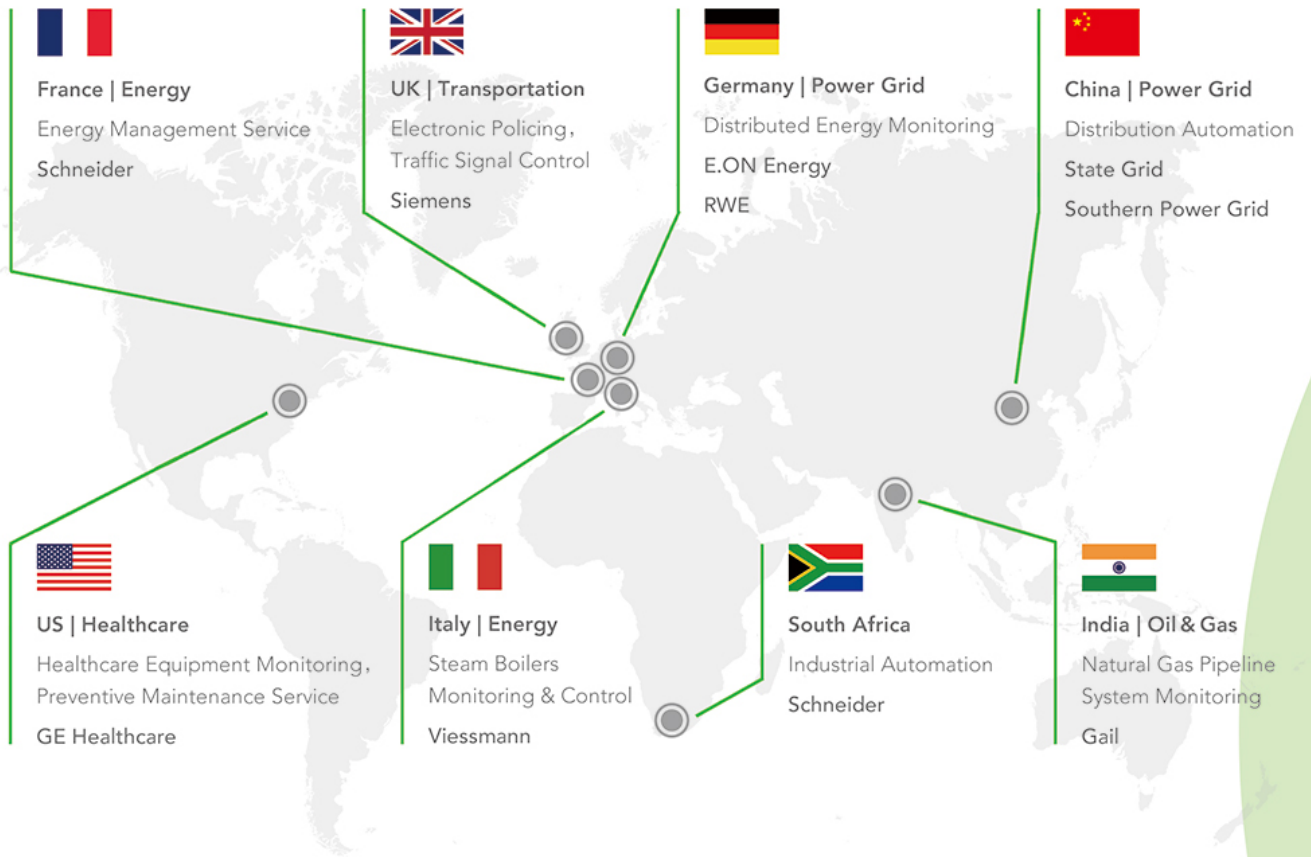 France | Energy
Energy Management Service
Schneider
UK | Transportation
Electronic Policing,
Traffic Signal Control
Siemens
Germany | Power Grid
Distributed Energy Monitoring
E.ON Energy
RWE
China | Power Grid
Distribution Automation
State Grid
Southern Power Grid
US | Healthcare
Healthcare Equipment Monitoring,
Preventive Maintenance Service
GE Healthcare
Italy | Energy
Steam Boilers
Monitoring & Control
Viessmann
South Africa
Industrial Automation
Schneider
India | Oil & Gas
Natural Gas Pipeline
System Monitoring
Gail